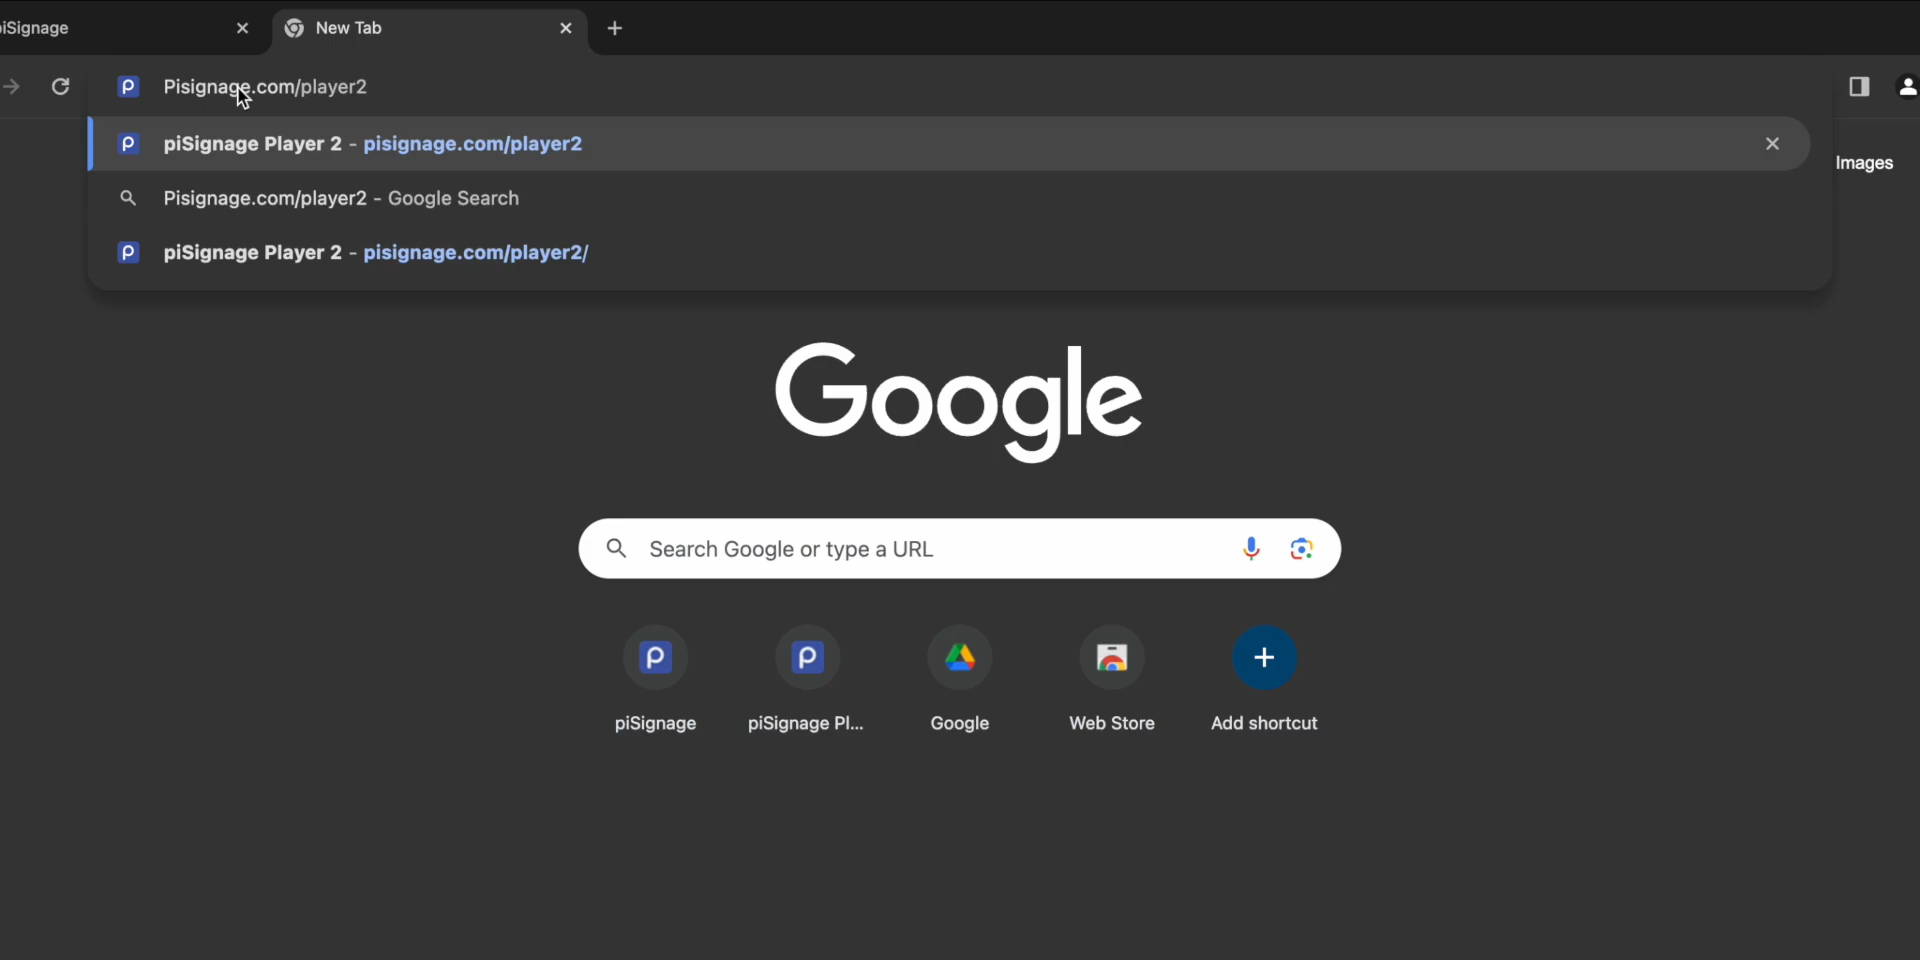 iSignage
New Tab
Pisignage.com/player2
piSignage Player 2 - pisignage.com/player2
Images
Pisignage.com/player2 - Google Search
piSignage Player 2 - pisignage.com/player2/
Google
Search Google or type a URL
piSignage
piSignage Pl...
Google
Web Store
Add shortcut